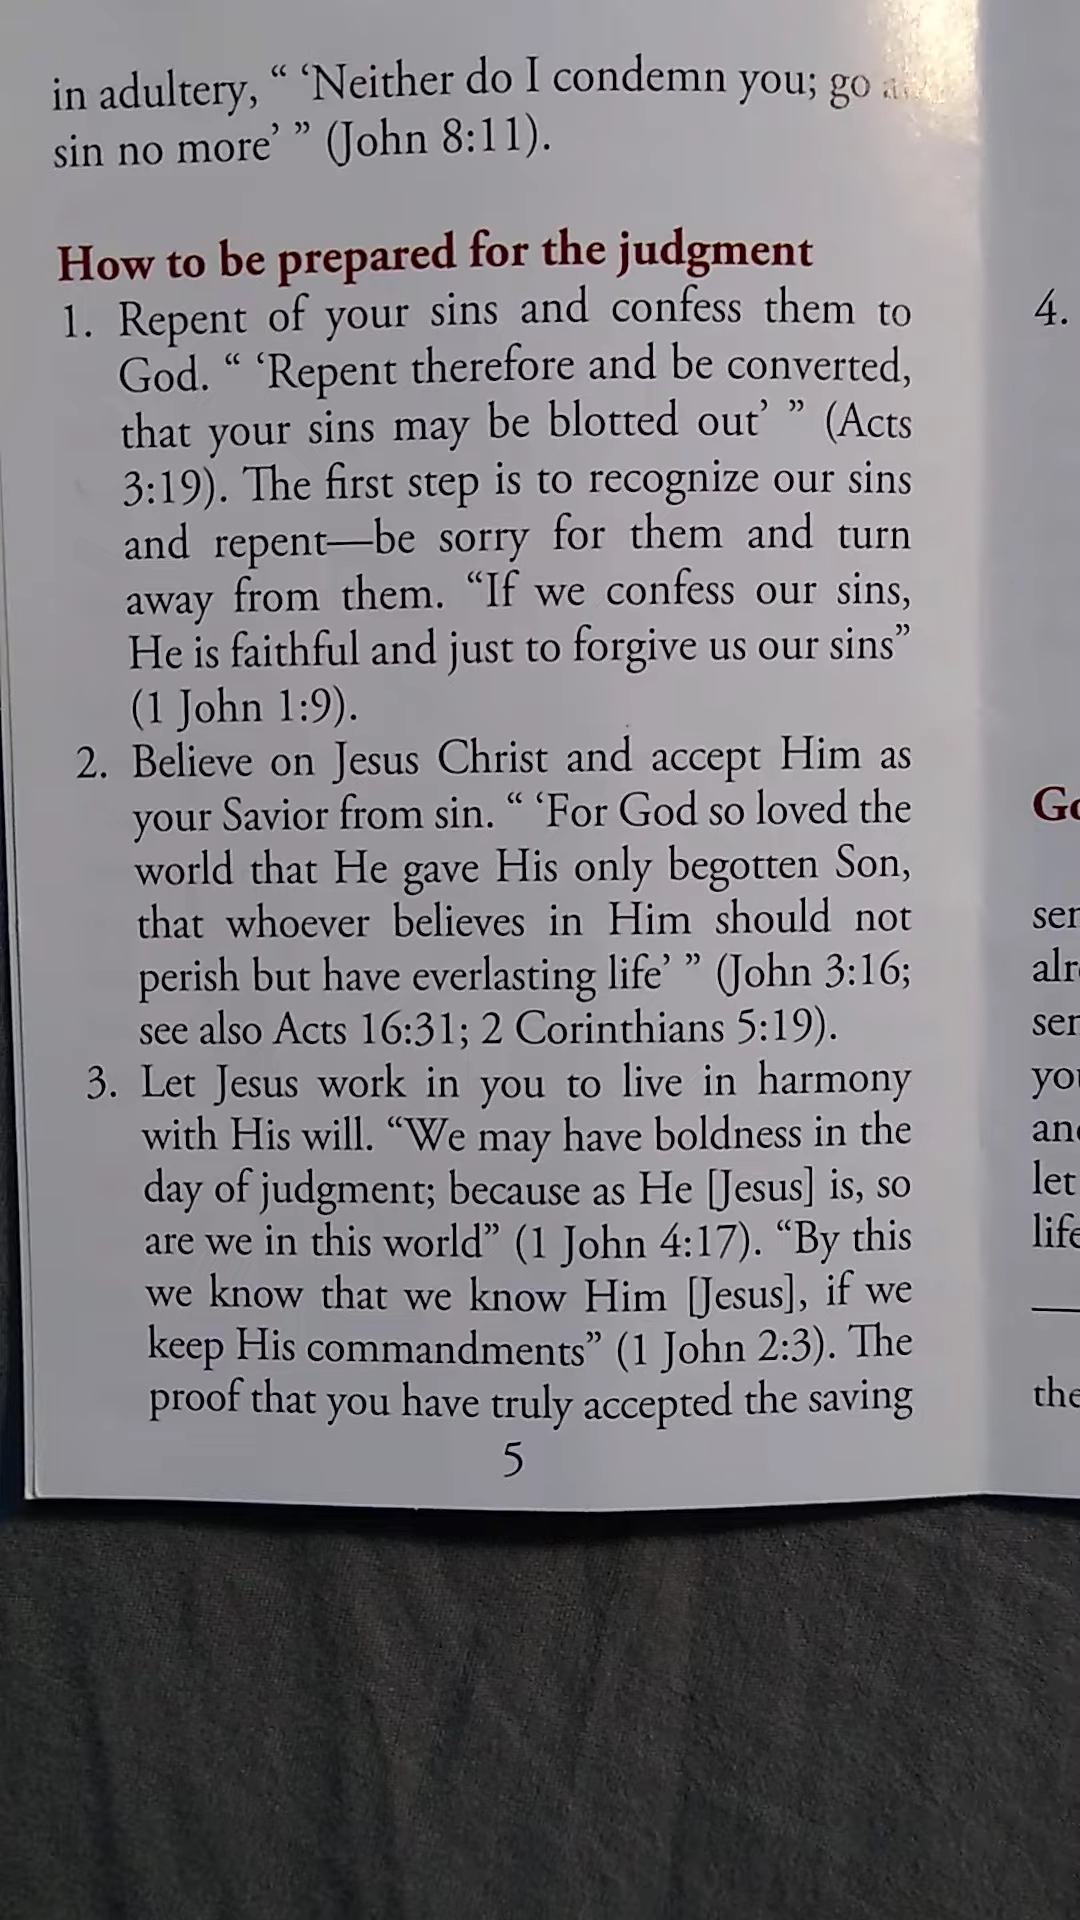 in adultery, “ ‘Neither do I condemn you; go
sin no more’ ” (John 8:11).
How to be prepared for the judgment
1. Repent of your sins and confess them to
God. “ ‘Repent therefore and be converted,
that your sins may be blotted out’ ” (Acts
3:19). The first step is to recognize our sins
and repent—be sorry for them and turn
away from them. “If we confess our sins,
He is faithful and just to forgive us our sins”
(1 John 1:9).
2. Believe on Jesus Christ and accept Him as
your Savior from sin. “ ‘For God so loved the
world that He gave His only begotten Son,
that whoever believes in Him should not
perish but have everlasting life’ ” (John 3:16;
see also Acts 16:31; 2 Corinthians 5:19).
3. Let Jesus work in you to live in harmony
with His will. “We may have boldness in the
day of judgment; because as He [Jesus] is, so
are we in this world” (1 John 4:17). “By this
we know that we know Him [Jesus], if we
keep His commandments” (1 John 2:3). The
proof that you have truly accepted the saving
5
4.
let